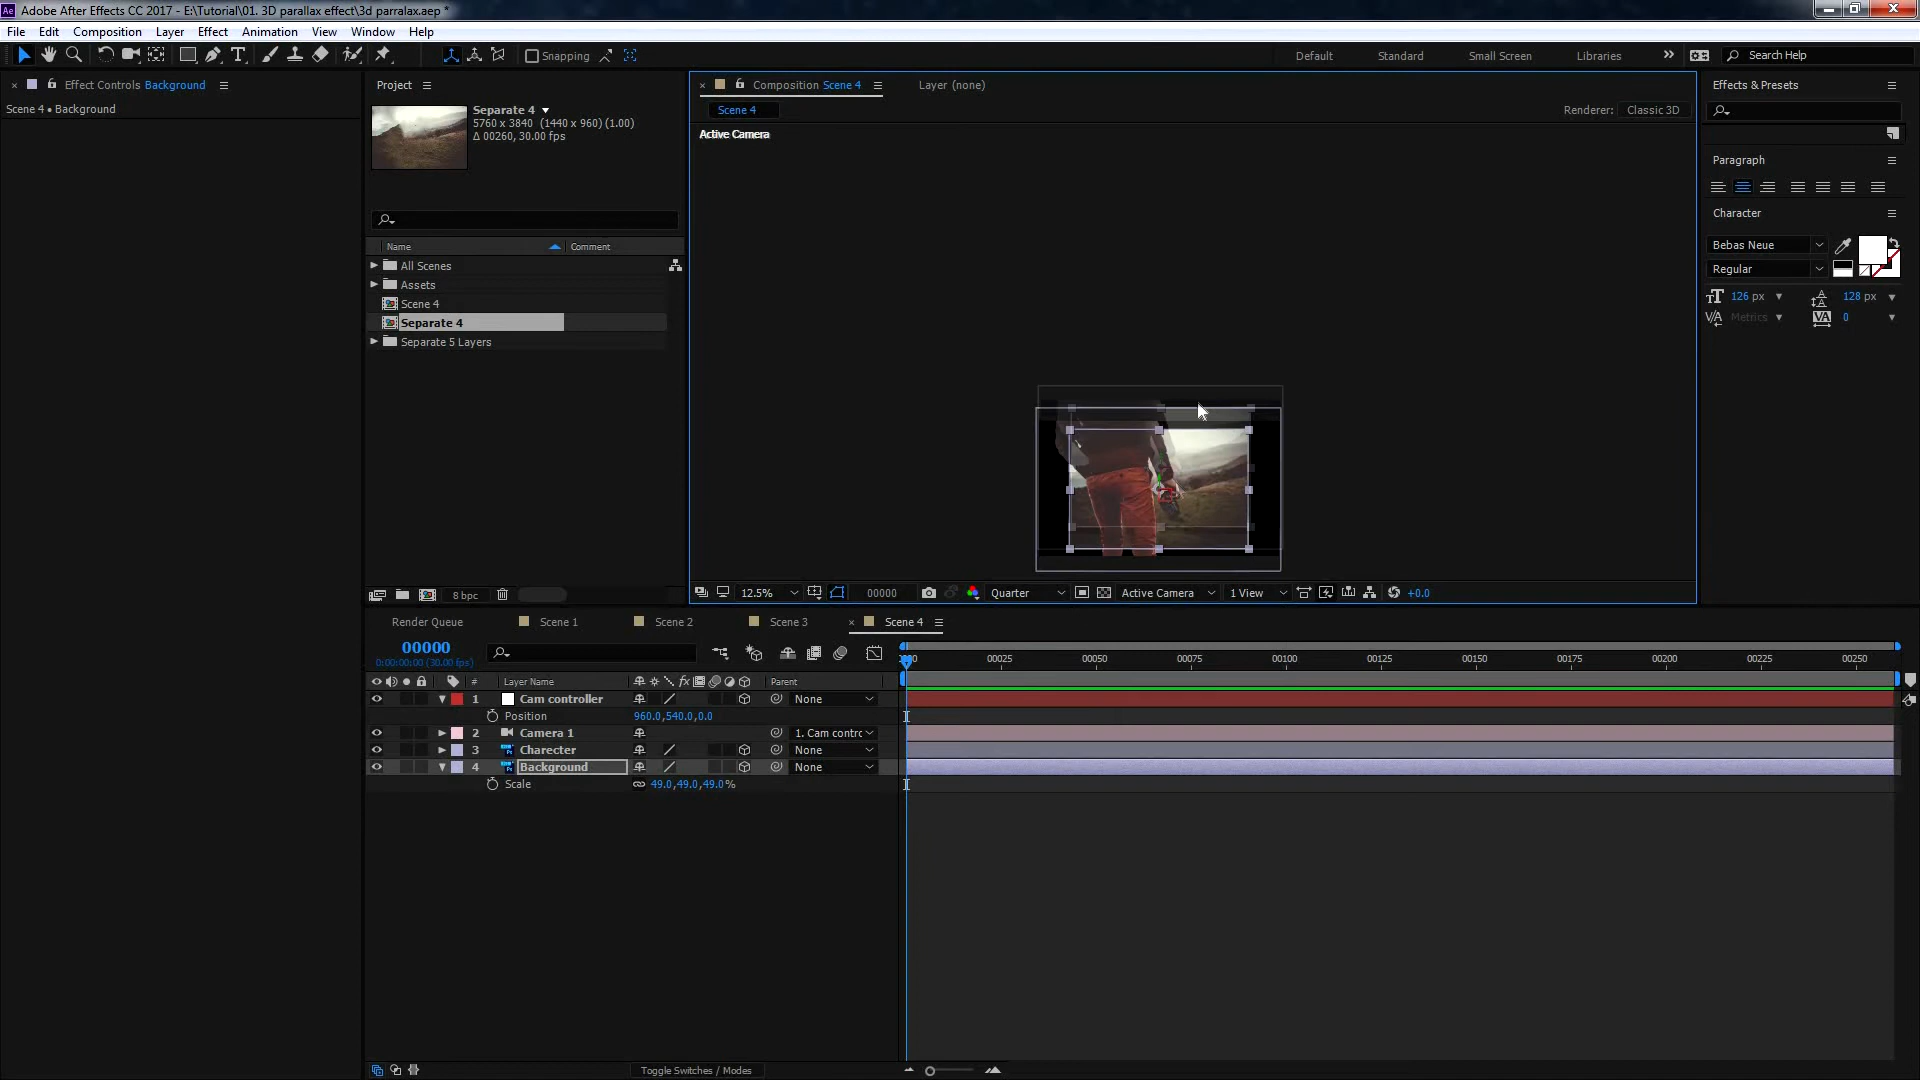 Adobe After Effects CC 2017 - E:\Tutorial\01. 3D parallax effect\3d parralax.aep *
File Edit Composition Layer Effect Animation View Window Help
Snapping
Default Standard Small Screen Libraries
Search Help
Effect Controls Background
Scene 4 • Background
Project
Separate 4
5760 x 3840 (1440 x 960) (1.00)
Δ 00260, 30.00 fps
Name Comment
All Scenes
Assets
Scene 4
Separate 4
Separate 5 Layers
8 bpc
Composition Scene 4
Layer (none)
Scene 4
Renderer: Classic 3D
Active Camera
12.5% 00000 Quarter Active Camera 1 View +0.0
Effects & Presets
Paragraph
Character
Bebas Neue
Regular
126 px 128 px
Metrics 0
Render Queue Scene 1 Scene 2 Scene 3 Scene 4
00000
0:00:00:00 (30.00 fps)
00025 00050 00075 00100 00125 00150 00175 00200 00225 00250
# Layer Name Parent
1 Cam controller None
Position 960.0,540.0,0.0
2 Camera 1 1. Cam contrc
3 Charecter None
4 Background None
Scale 49.0,49.0,49.0%
Toggle Switches / Modes